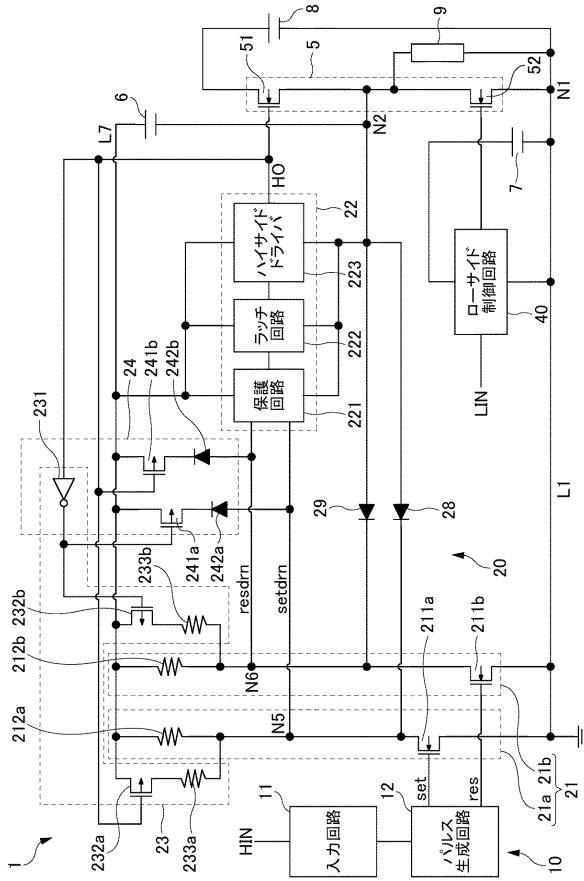 1
232a
23
233a
212a
212b
232b
233b
231
24
241b
242b
241a
242a
L7
6
51
8
5
9
52
N1
N2
HO
ハイサイド
ドライバ
223
22
ラッチ
回路
222
保護
回路
221
7
ローサイド
制御回路
40
LIN
L1
resdrn
setdrn
N6
N5
29
28
20
211a
211b
21a
21b
21
HIN
11
入力回路
12
パルス
生成回路
set
res
10